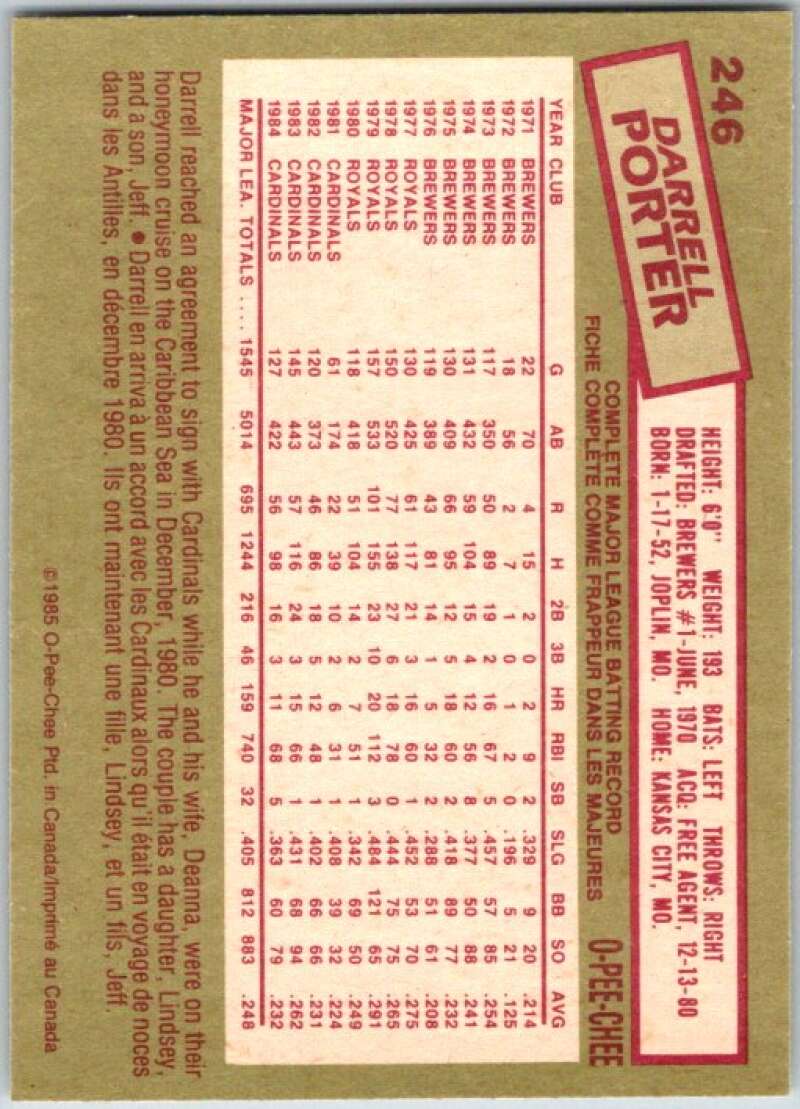 246
DARRELL
PORTER
HEIGHT: 6'0" WEIGHT: 193 BATS: LEFT THROWS: RIGHT
DRAFTED: BREWERS #1-JUNE, 1970 ACQ: FREE AGENT, 12-13-80
BORN: 1-17-52, JOPLIN, MO. HOME: KANSAS CITY, MO.
COMPLETE MAJOR LEAGUE BATTING RECORD
FICHE COMPLÈTE COMME FRAPPEUR DANS LES MAJEURES
O-PEE-CHEE
YEAR CLUB G AB R H 2B 3B HR RBI SB SLG BB SO AVG
1971 BREWERS 22 70 4 15 2 0 2 9 2 .329 9 20 .214
1972 BREWERS 18 56 2 7 1 0 1 2 0 .196 5 21 .125
1973 BREWERS 117 350 50 89 19 2 16 67 5 .457 57 85 .254
1974 BREWERS 131 432 59 104 15 4 12 56 8 .377 50 88 .241
1975 BREWERS 130 409 66 95 12 5 18 60 2 .418 89 77 .232
1976 BREWERS 119 389 43 81 14 1 5 32 2 .288 51 61 .208
1977 ROYALS 130 425 61 117 21 3 16 60 1 .452 53 70 .275
1978 ROYALS 150 520 77 138 27 6 18 78 0 .444 75 75 .265
1979 ROYALS 157 533 101 155 23 10 20 112 3 .484 121 65 .291
1980 ROYALS 118 418 51 104 14 2 7 51 1 .342 69 50 .249
1981 CARDINALS 61 174 22 39 10 2 6 31 1 .408 39 32 .224
1982 CARDINALS 120 373 46 86 18 5 12 48 1 .402 66 66 .231
1983 CARDINALS 145 443 57 116 24 3 15 66 1 .431 68 94 .262
1984 CARDINALS 127 422 56 98 16 3 11 68 5 .363 60 79 .232
MAJOR LEA. TOTALS .... 1545 5014 695 1244 216 46 159 740 32 .405 812 883 .248
Darrell reached an agreement to sign with Cardinals while he and his wife, Deanna, were on their
honeymoon cruise on the Caribbean Sea in December, 1980. The couple has a daughter, Lindsey,
and a son, Jeff. ● Darrell en arriva à un accord avec les Cardinaux alors qu'il était en voyage de noces
dans les Antilles, en décembre 1980. Ils ont maintenant une fille, Lindsey, et un fils, Jeff.
©1985 O-Pee-Chee Ptd. in Canada/Imprimé au Canada